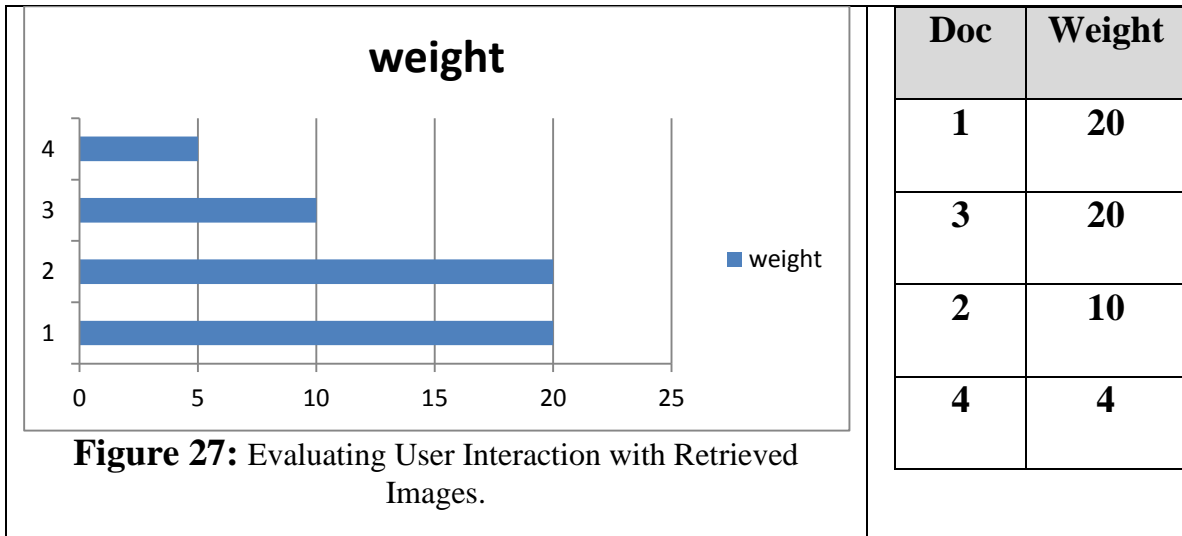 weight
4
3
2
1
0 5 10 15 20 25
weight
Figure 27: Evaluating User Interaction with Retrieved
Images.
Doc Weight
1 20
3 20
2 10
4 4